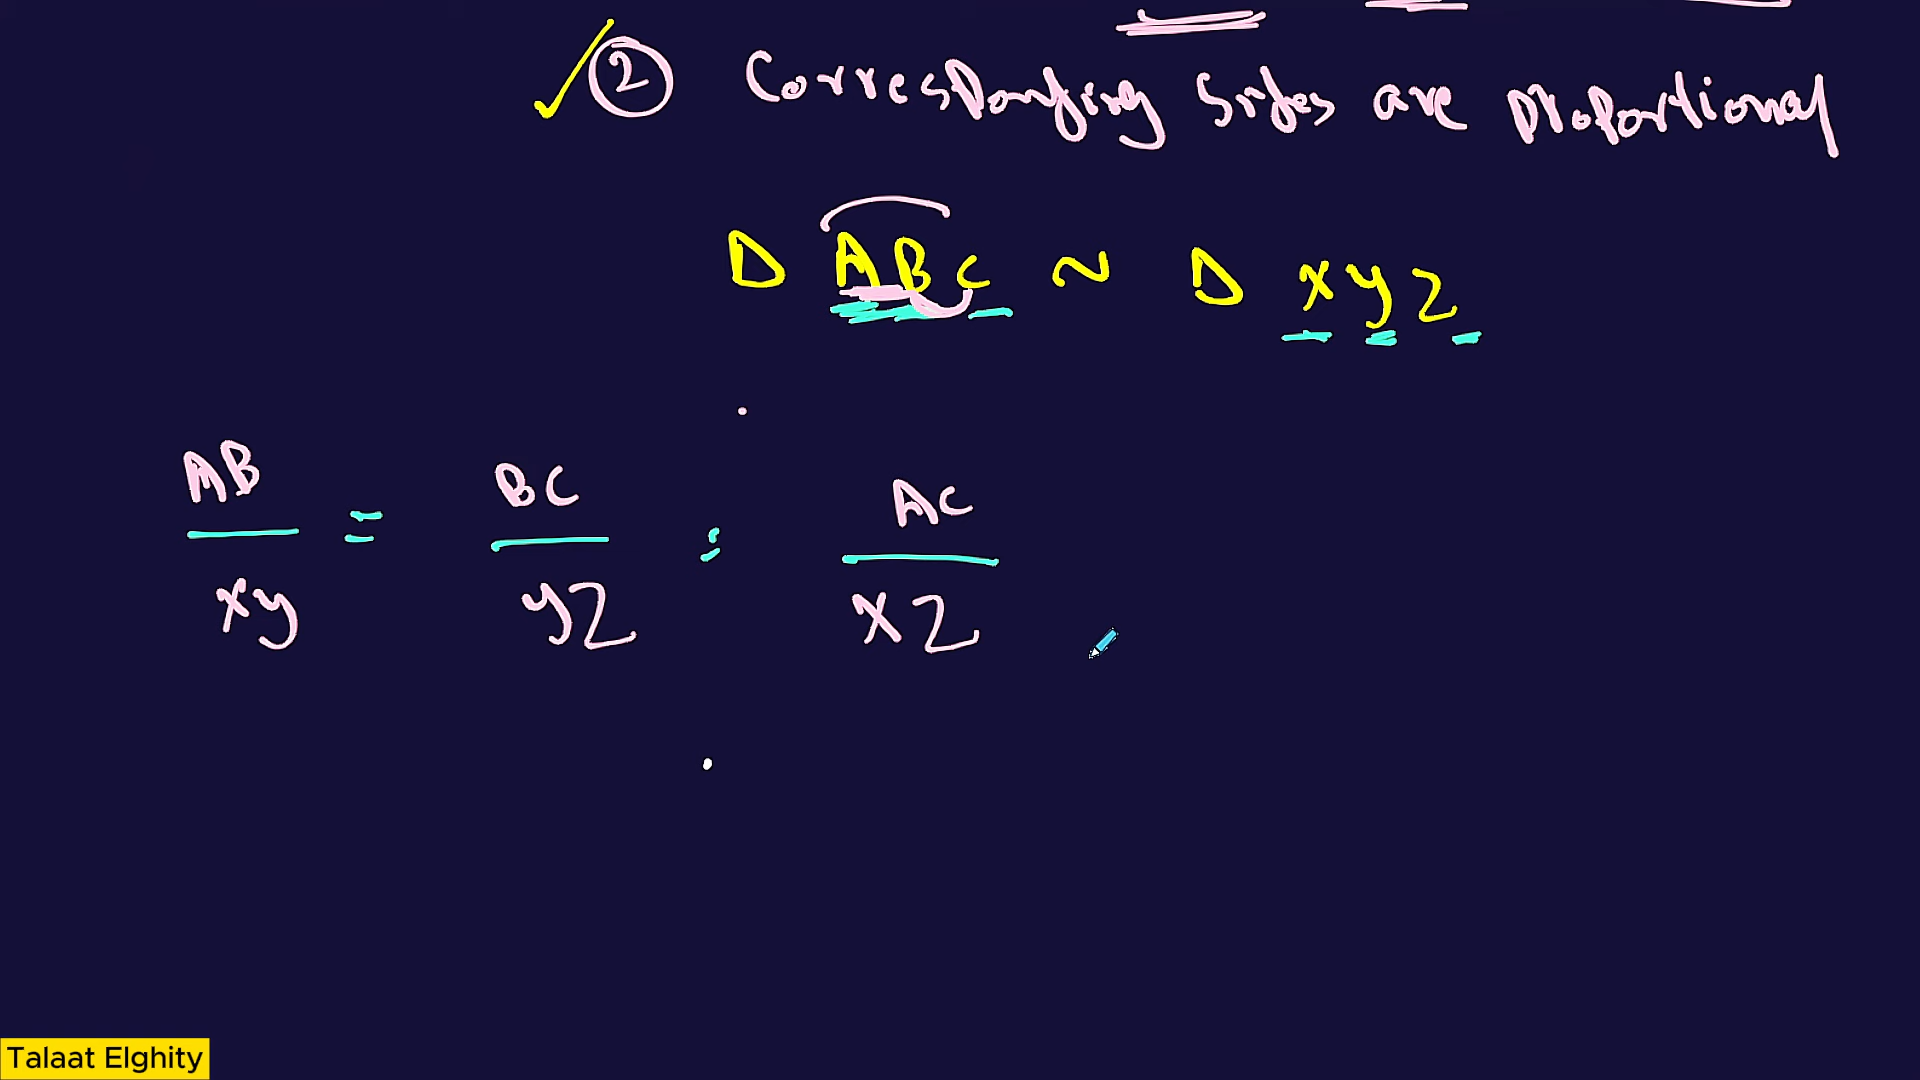 ② Corresponding Sides are proportional
Δ ABC ~ Δ xyz
AB = BC = AC
xy yz xz
Talaat Elghity